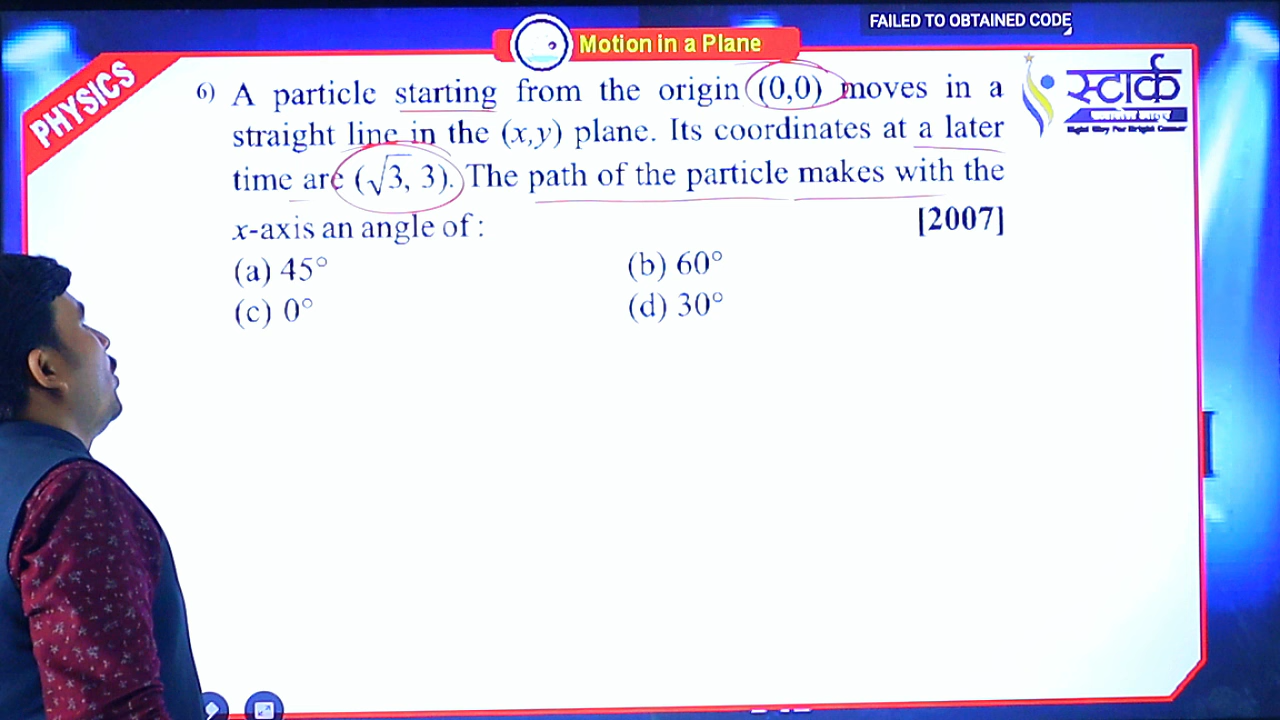 FAILED TO OBTAINED CODE
Motion in a Plane
PHYSICS
स्टार्क
6) A particle starting from the origin (0,0) moves in a
straight line in the (x,y) plane. Its coordinates at a later
time are (√3, 3). The path of the particle makes with the
x-axis an angle of :
[2007]
(a) 45° (b) 60°
(c) 0° (d) 30°